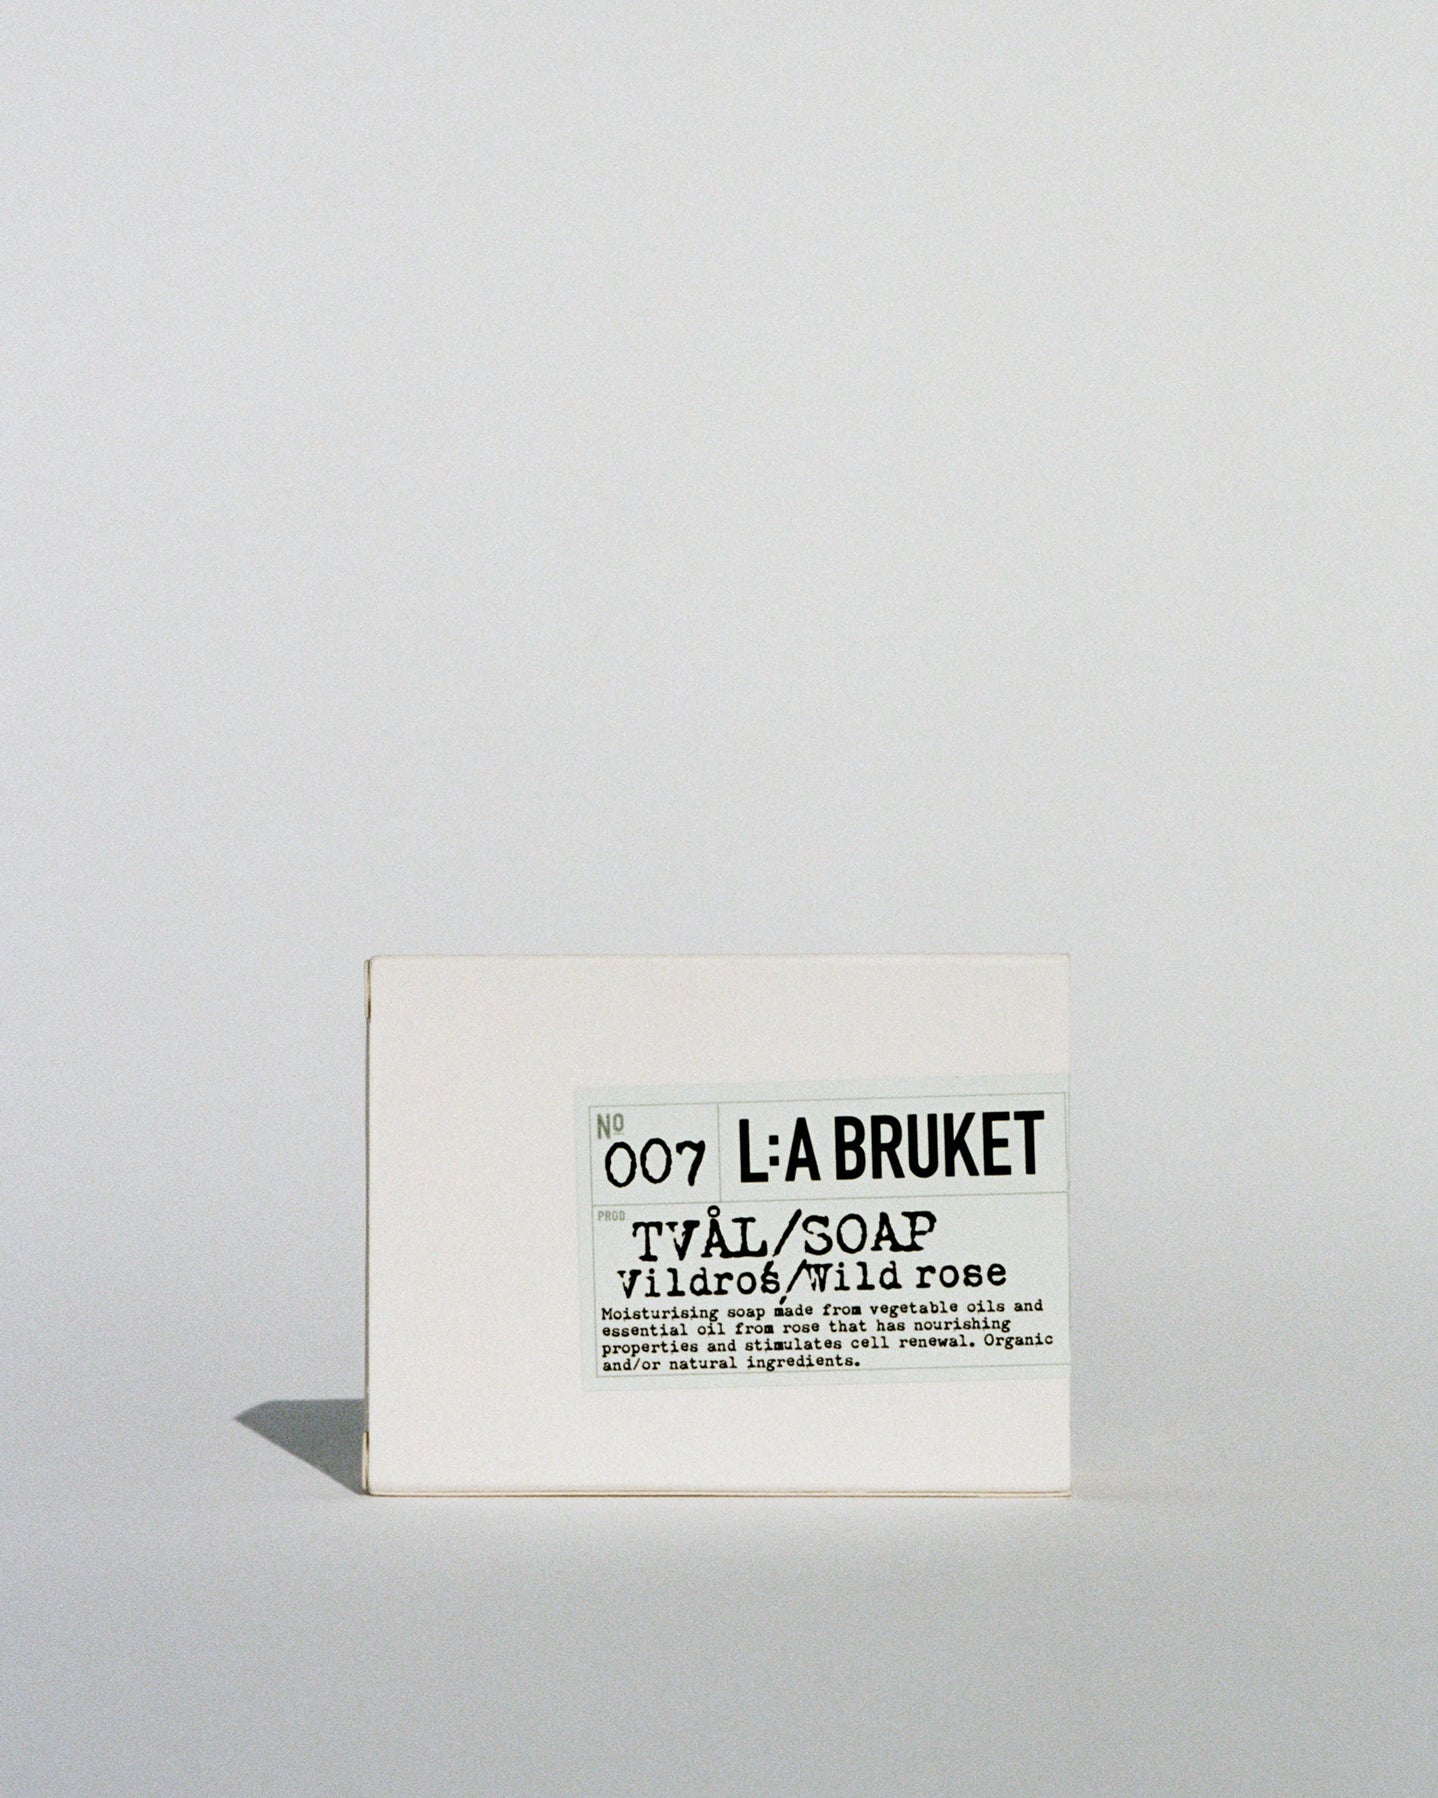 Nº
007
L:A BRUKET
PROD.
TVÅL/SOAP
Vildros/Wild rose
Moisturising soap made from vegetable oils and
essential oil from rose that has nourishing
properties and stimulates cell renewal. Organic
and/or natural ingredients.